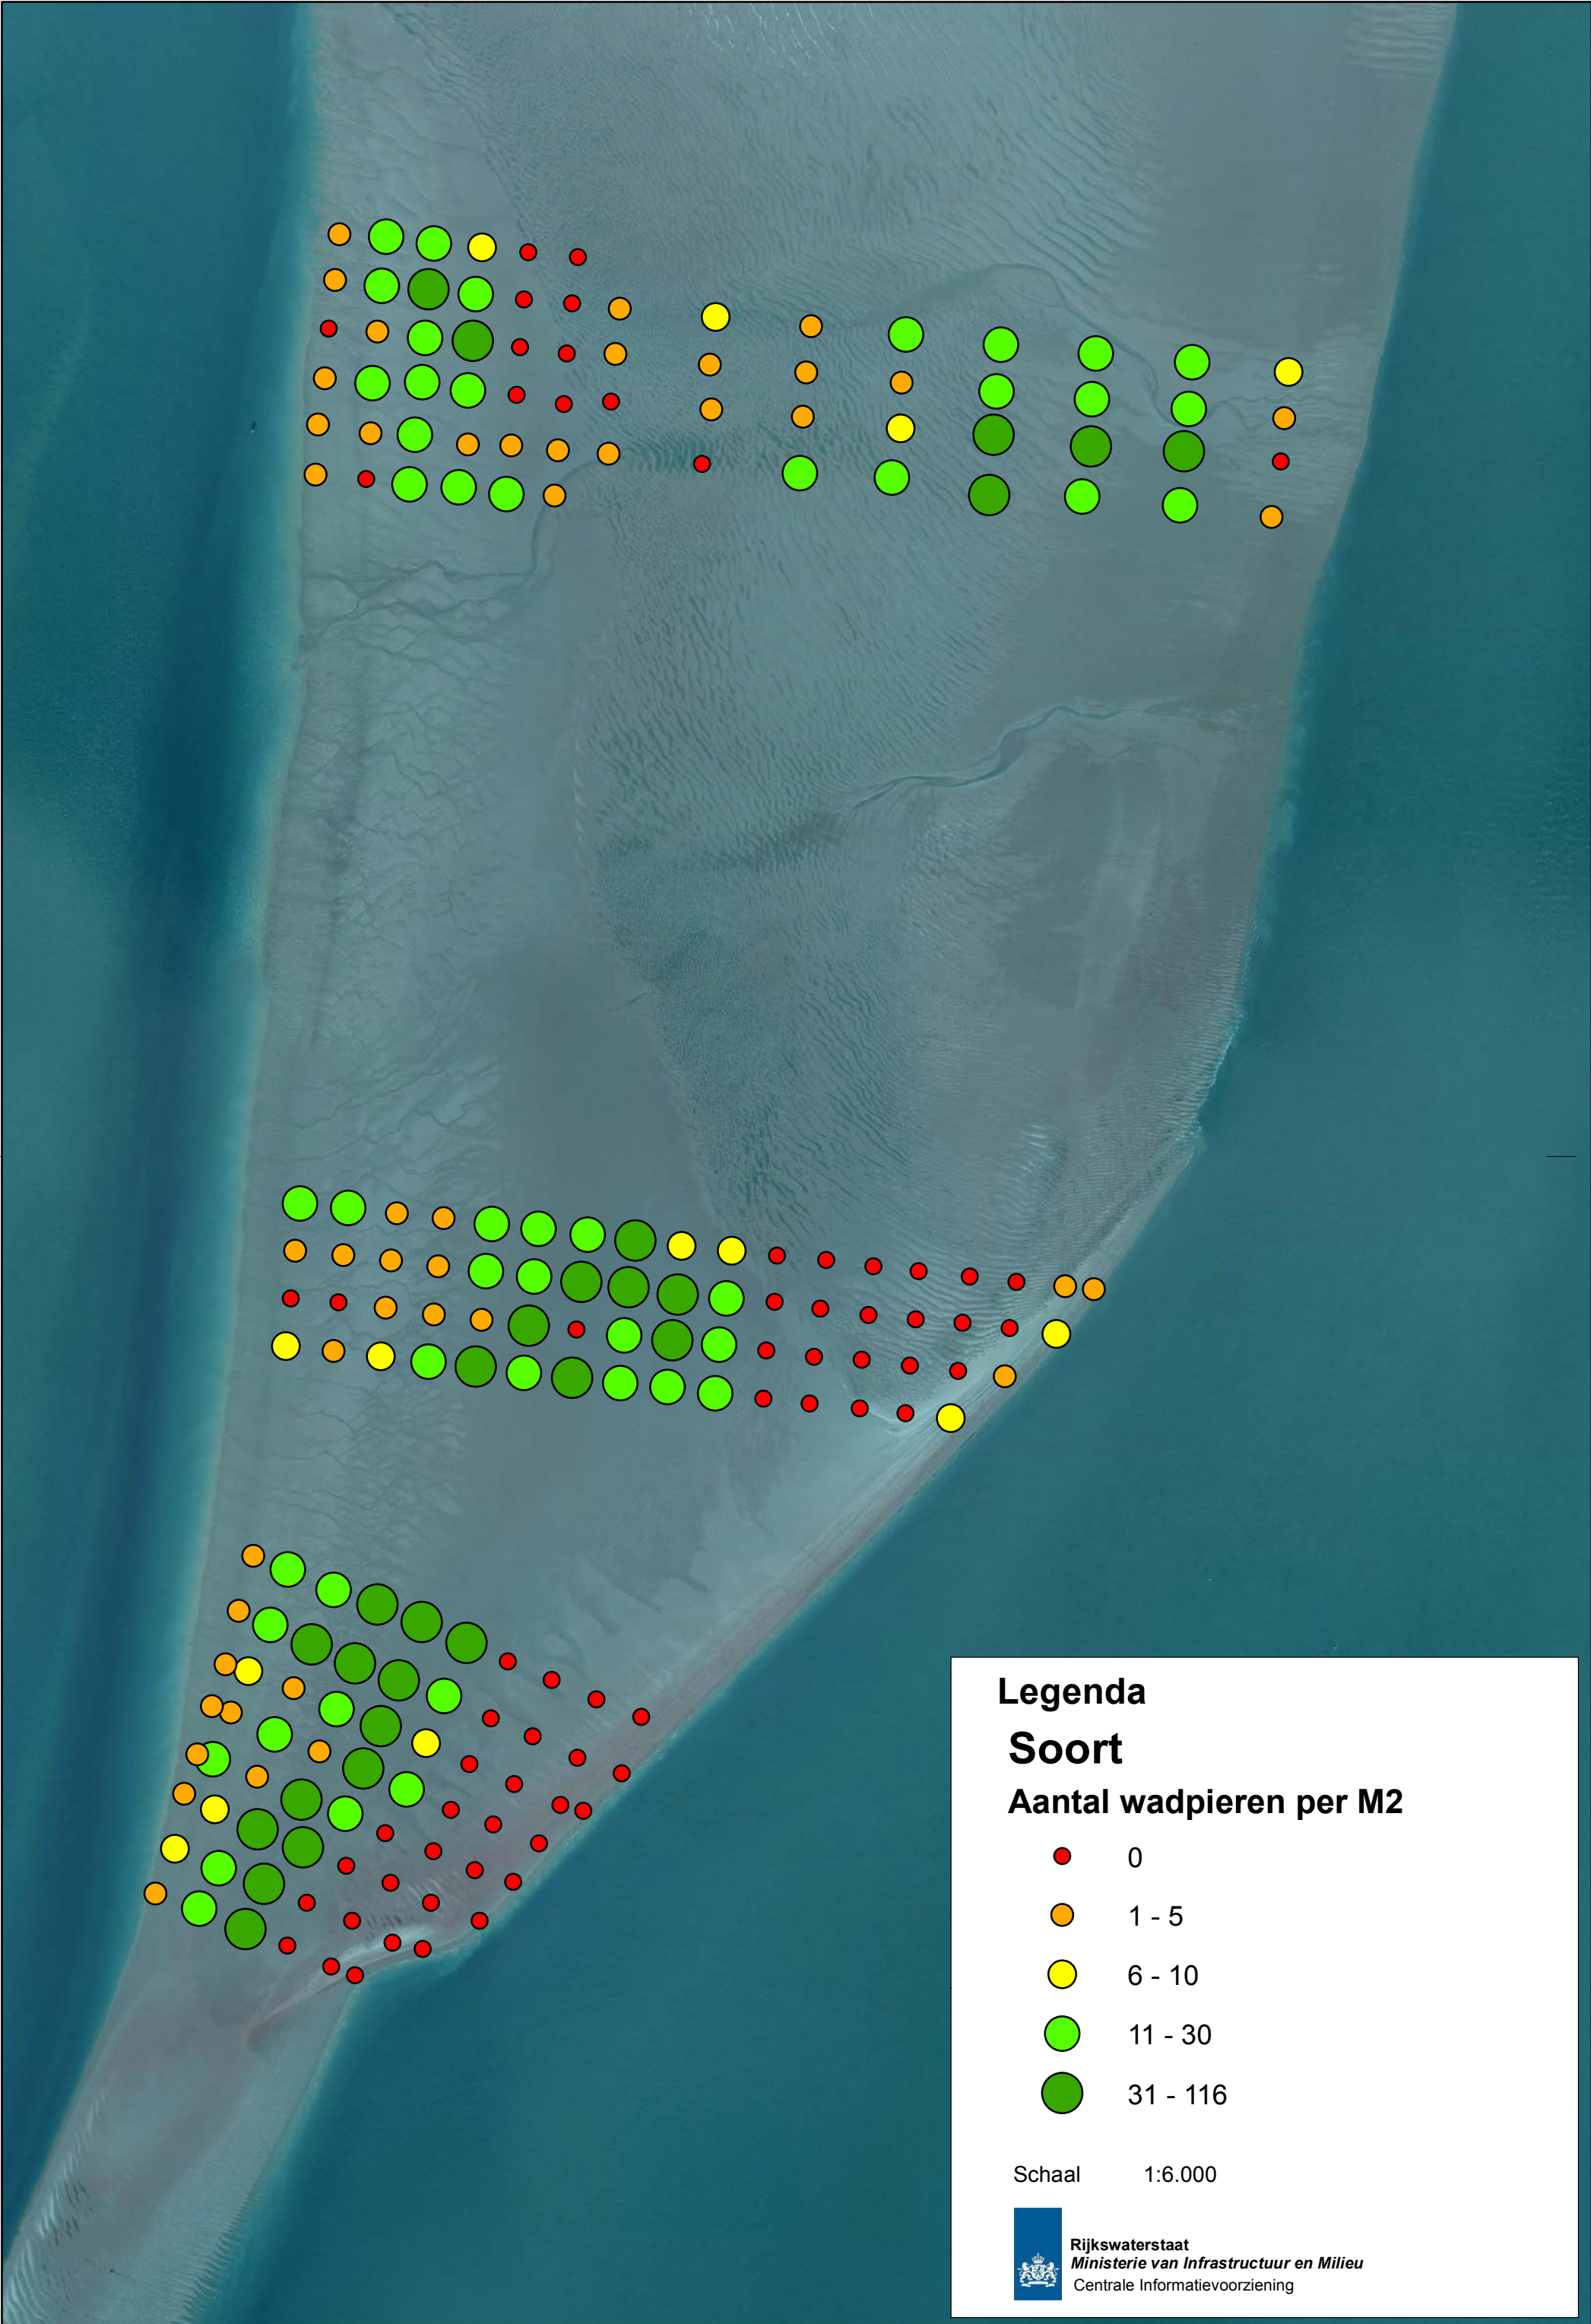 Legenda
Soort
Aantal wadpieren per M2
0
1 - 5
6 - 10
11 - 30
31 - 116
Schaal 1:6.000
Rijkswaterstaat
Ministerie van Infrastructuur en Milieu
Centrale Informatievoorziening